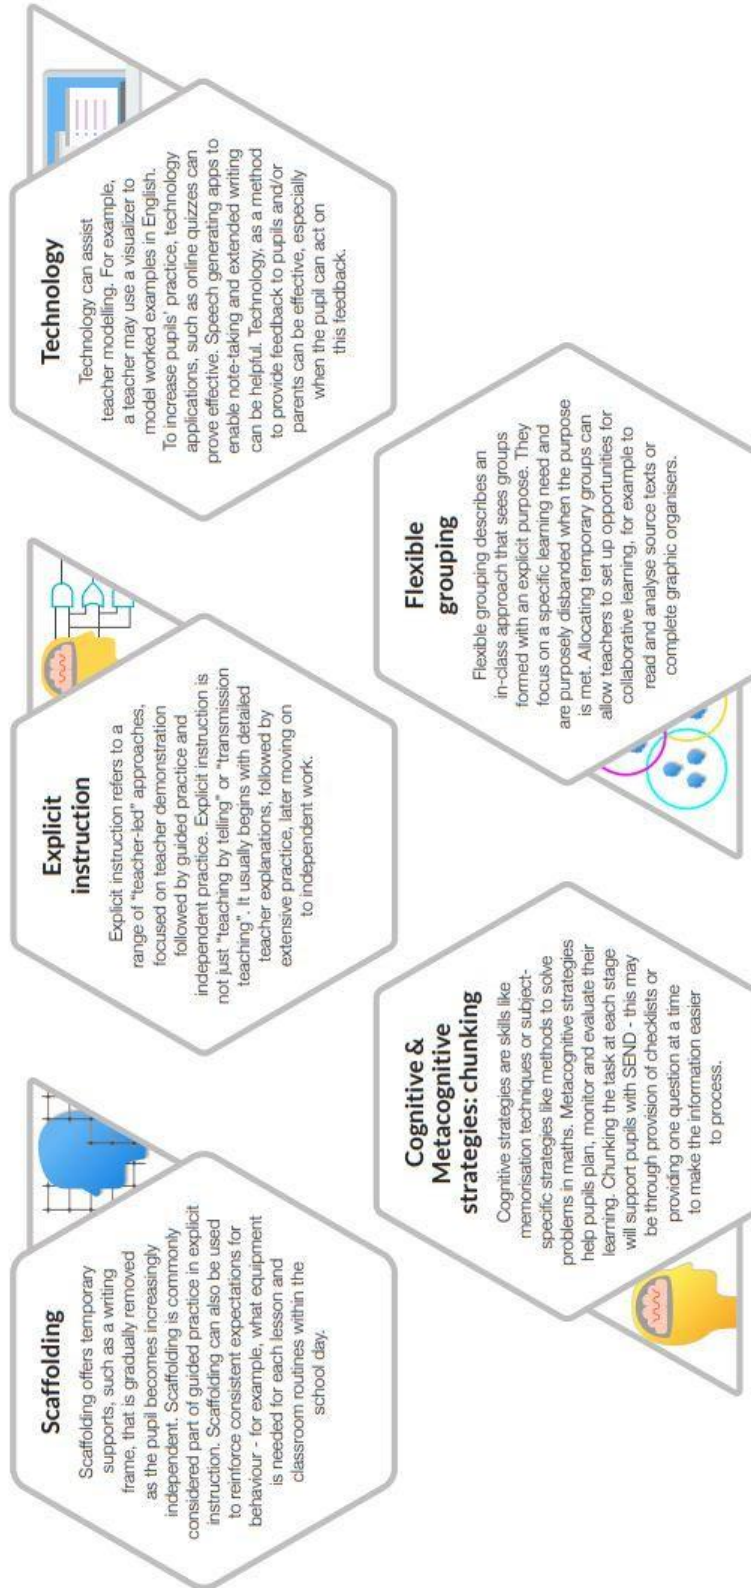 Scaffolding
Scaffolding offers temporary
supports, such as a writing
frame, that is gradually removed
as the pupil becomes increasingly
independent. Scaffolding is commonly
considered part of guided practice in explicit
instruction. Scaffolding can also be used
to reinforce consistent expectations for
behaviour - for example, what equipment
is needed for each lesson and
classroom routines within the
school day.
Explicit
instruction
Explicit instruction refers to a
range of "teacher-led" approaches,
focused on teacher demonstration
followed by guided practice and
independent practice. Explicit instruction is
not just "teaching by telling" or "transmission
teaching". It usually begins with detailed
teacher explanations, followed by
extensive practice, later moving on
to independent work.
Technology
Technology can assist
teacher modelling. For example,
a teacher may use a visualizer to
model worked examples in English.
To increase pupils' practice, technology
applications, such as online quizzes can
prove effective. Speech generating apps to
enable note-taking and extended writing
can be helpful. Technology, as a method
to provide feedback to pupils and/or
parents can be effective, especially
when the pupil can act on
this feedback.
Cognitive &
Metacognitive
strategies: chunking
Cognitive strategies are skills like
memorisation techniques or subject-
specific strategies like methods to solve
problems in maths. Metacognitive strategies
help pupils plan, monitor and evaluate their
learning. Chunking the task at each stage
will support pupils with SEND - this may
be through provision of checklists or
providing one question at a time
to make the information easier
to process.
Flexible
grouping
Flexible grouping describes an
in-class approach that sees groups
formed with an explicit purpose. They
focus on a specific learning need and
are purposely disbanded when the purpose
is met. Allocating temporary groups can
allow teachers to set up opportunities for
collaborative learning, for example to
read and analyse source texts or
complete graphic organisers.